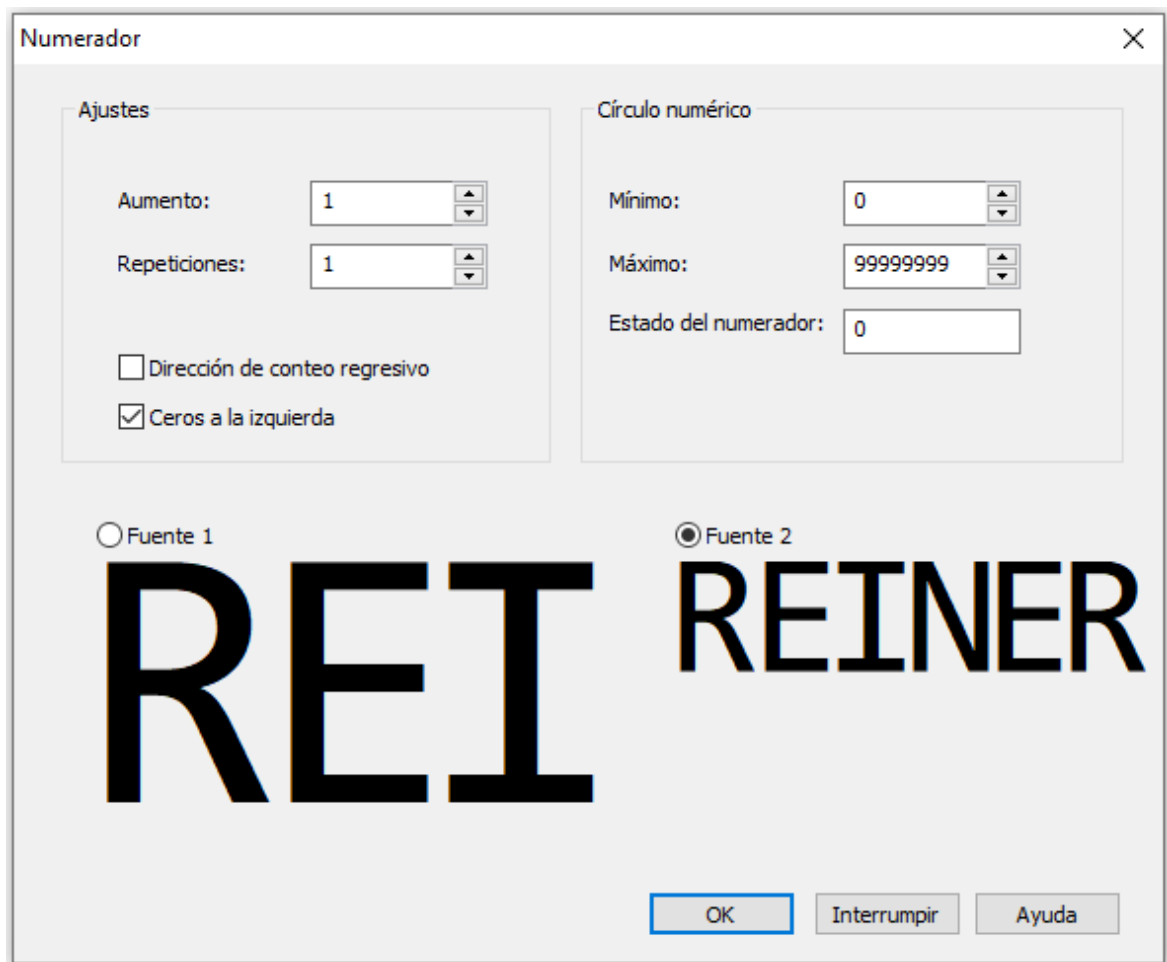 Numerador
Ajustes
Aumento: 1
Repeticiones: 1
Dirección de conteo regresivo
Ceros a la izquierda
Círculo numérico
Mínimo: 0
Máximo: 99999999
Estado del numerador: 0
Fuente 1
REI
Fuente 2
REINER
OK Interrumpir Ayuda